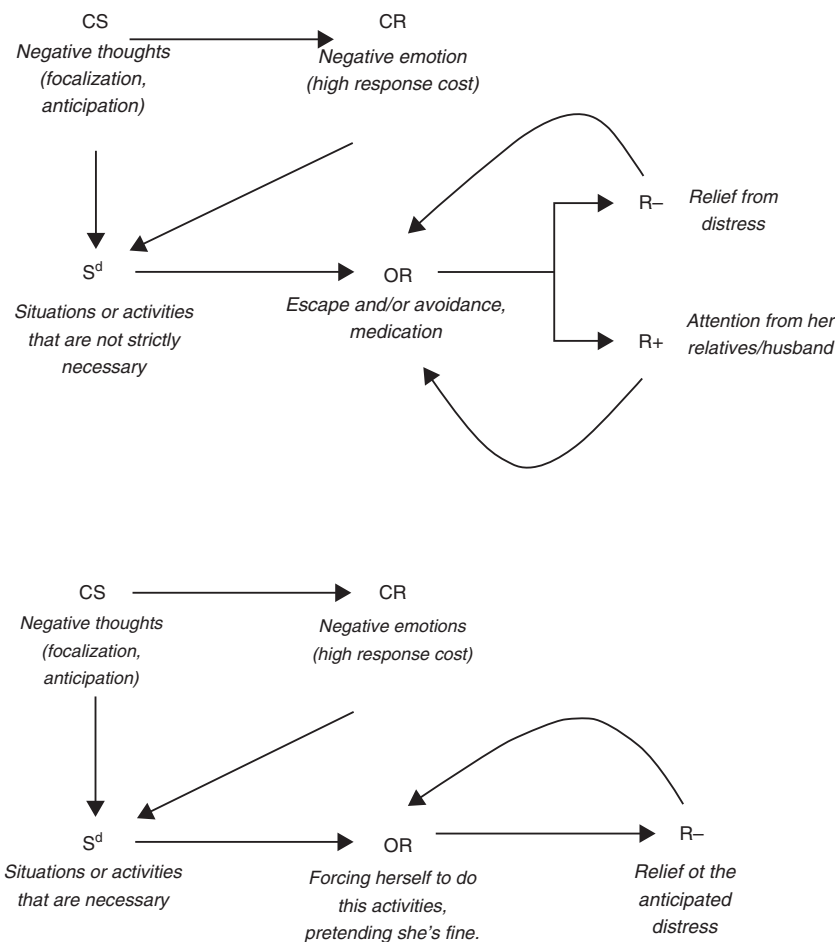 CS
Negative thoughts
(focalization,
anticipation)
CR
Negative emotion
(high response cost)
S^d
Situations or activities
that are not strictly
necessary
OR
Escape and/or avoidance,
medication
R–
Relief from
distress
R+
Attention from her
relatives/husband
CS
Negative thoughts
(focalization,
anticipation)
CR
Negative emotions
(high response cost)
S^d
Situations or activities
that are necessary
OR
Forcing herself to do
this activities,
pretending she's fine.
R–
Relief ot the
anticipated
distress